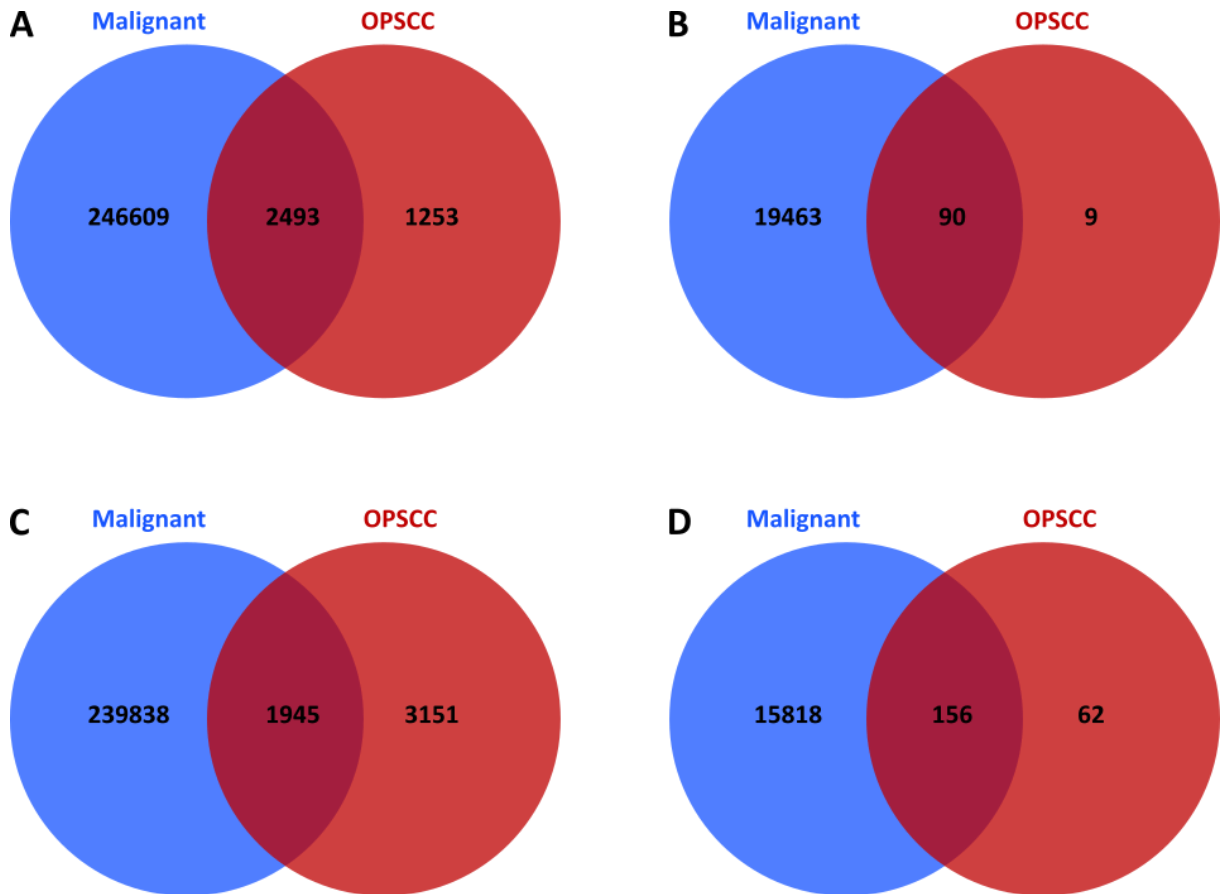 A Malignant OPSCC
246609 2493 1253
B Malignant OPSCC
19463 90 9
C Malignant OPSCC
239838 1945 3151
D Malignant OPSCC
15818 156 62